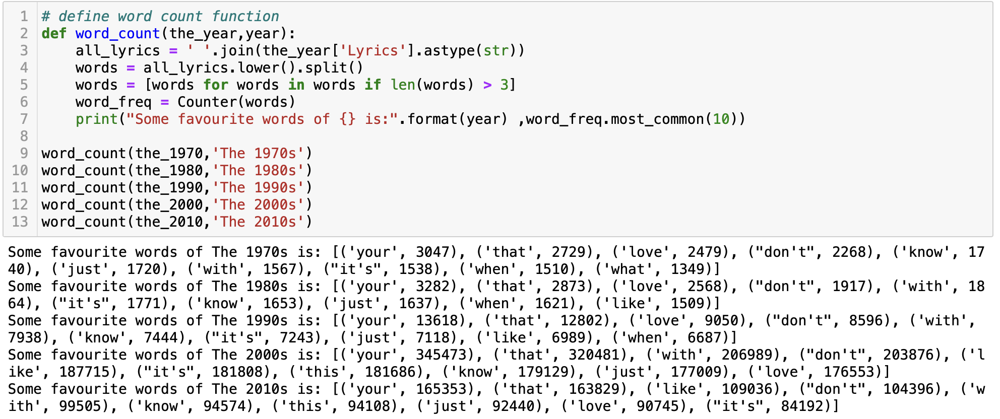 1 # define word count function
2 def word_count(the_year,year):
3     all_lyrics = ' '.join(the_year['Lyrics'].astype(str))
4     words = all_lyrics.lower().split()
5     words = [words for words in words if len(words) > 3]
6     word_freq = Counter(words)
7     print("Some favourite words of {} is:".format(year) ,word_freq.most_common(10))
8
9 word_count(the_1970,'The 1970s')
10 word_count(the_1980,'The 1980s')
11 word_count(the_1990,'The 1990s')
12 word_count(the_2000,'The 2000s')
13 word_count(the_2010,'The 2010s')
Some favourite words of The 1970s is: [('your', 3047), ('that', 2729), ('love', 2479), ("don't", 2268), ('know', 17
40), ('just', 1720), ('with', 1567), ("it's", 1538), ('when', 1510), ('what', 1349)]
Some favourite words of The 1980s is: [('your', 3282), ('that', 2873), ('love', 2568), ("don't", 1917), ('with', 18
64), ("it's", 1771), ('know', 1653), ('just', 1637), ('when', 1621), ('like', 1509)]
Some favourite words of The 1990s is: [('your', 13618), ('that', 12802), ('love', 9050), ("don't", 8596), ('with',
7938), ('know', 7444), ("it's", 7243), ('just', 7118), ('like', 6989), ('when', 6687)]
Some favourite words of The 2000s is: [('your', 345473), ('that', 320481), ('with', 206989), ("don't", 203876), ('l
ike', 187715), ("it's", 181808), ('this', 181686), ('know', 179129), ('just', 177009), ('love', 176553)]
Some favourite words of The 2010s is: [('your', 165353), ('that', 163829), ('like', 109036), ("don't", 104396), ('w
ith', 99505), ('know', 94574), ('this', 94108), ('just', 92440), ('love', 90745), ("it's", 84192)]